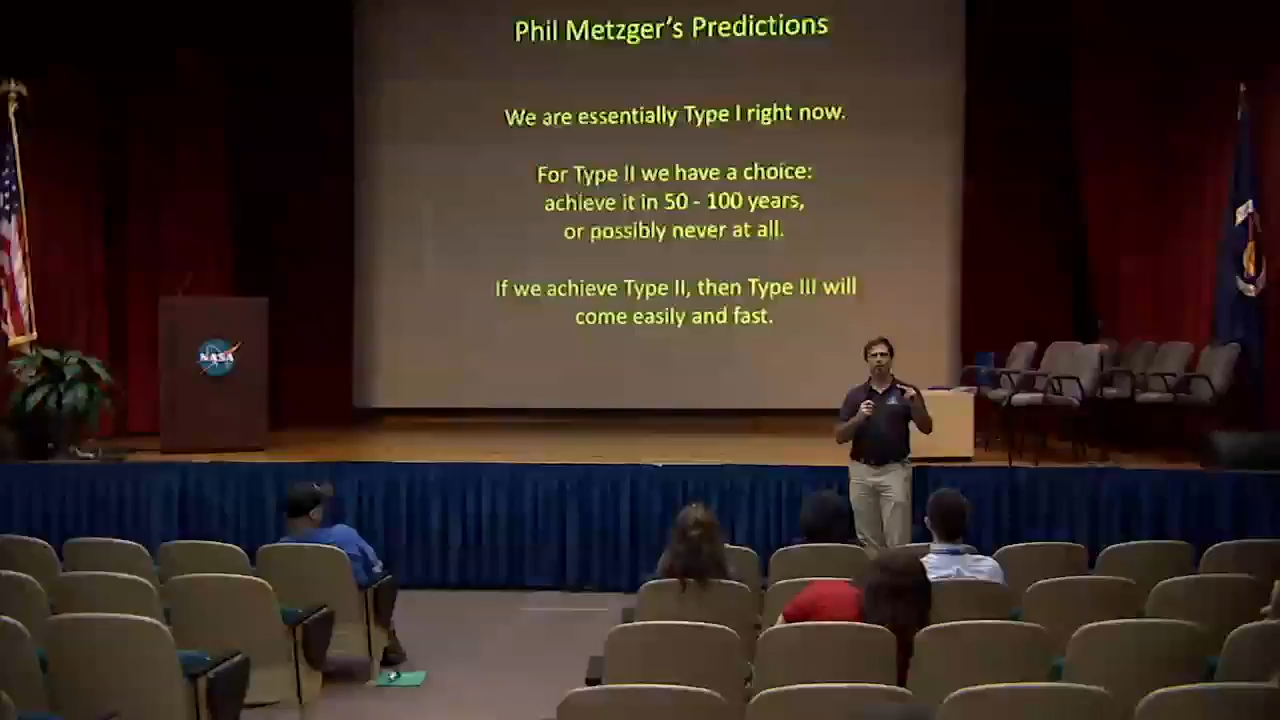 Phil Metzger's Predictions
We are essentially Type I right now.
For Type II we have a choice:
achieve it in 50 - 100 years,
or possibly never at all.
If we achieve Type II, then Type III will
come easily and fast.
NASA